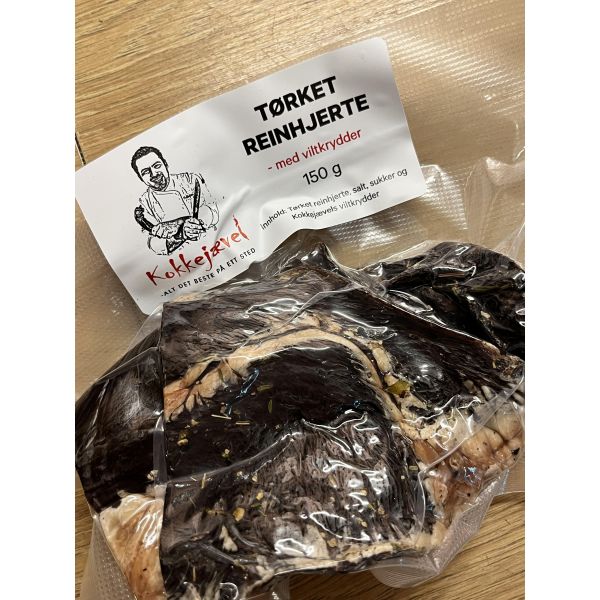 TØRKET
REINHJERTE
- med viltkrydder
150 g
Innhold: Tørket reinhjerte, salt, sukker og
Kokkejævels viltkrydder
Kokkejævel
-ALT DET BESTE PÅ ETT STED